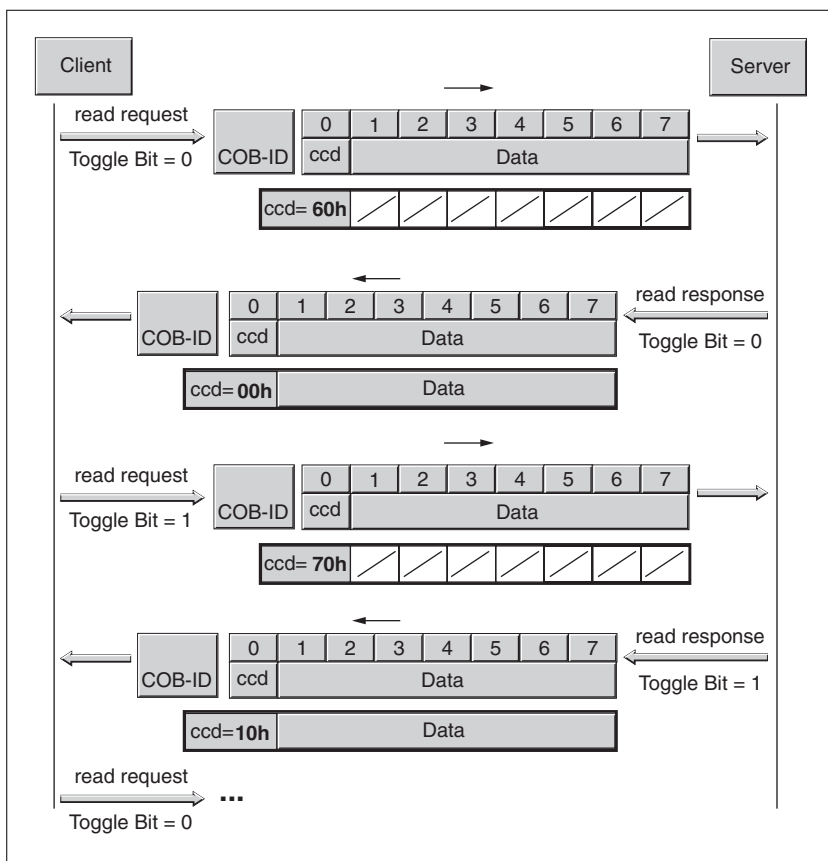 Client
Server
read request
Toggle Bit = 0
COB-ID
0 1 2 3 4 5 6 7
ccd Data
ccd= 60h
read response
Toggle Bit = 0
COB-ID
0 1 2 3 4 5 6 7
ccd Data
ccd= 00h Data
read request
Toggle Bit = 1
COB-ID
0 1 2 3 4 5 6 7
ccd Data
ccd= 70h
read response
Toggle Bit = 1
COB-ID
0 1 2 3 4 5 6 7
ccd Data
ccd=10h Data
read request
...
Toggle Bit = 0